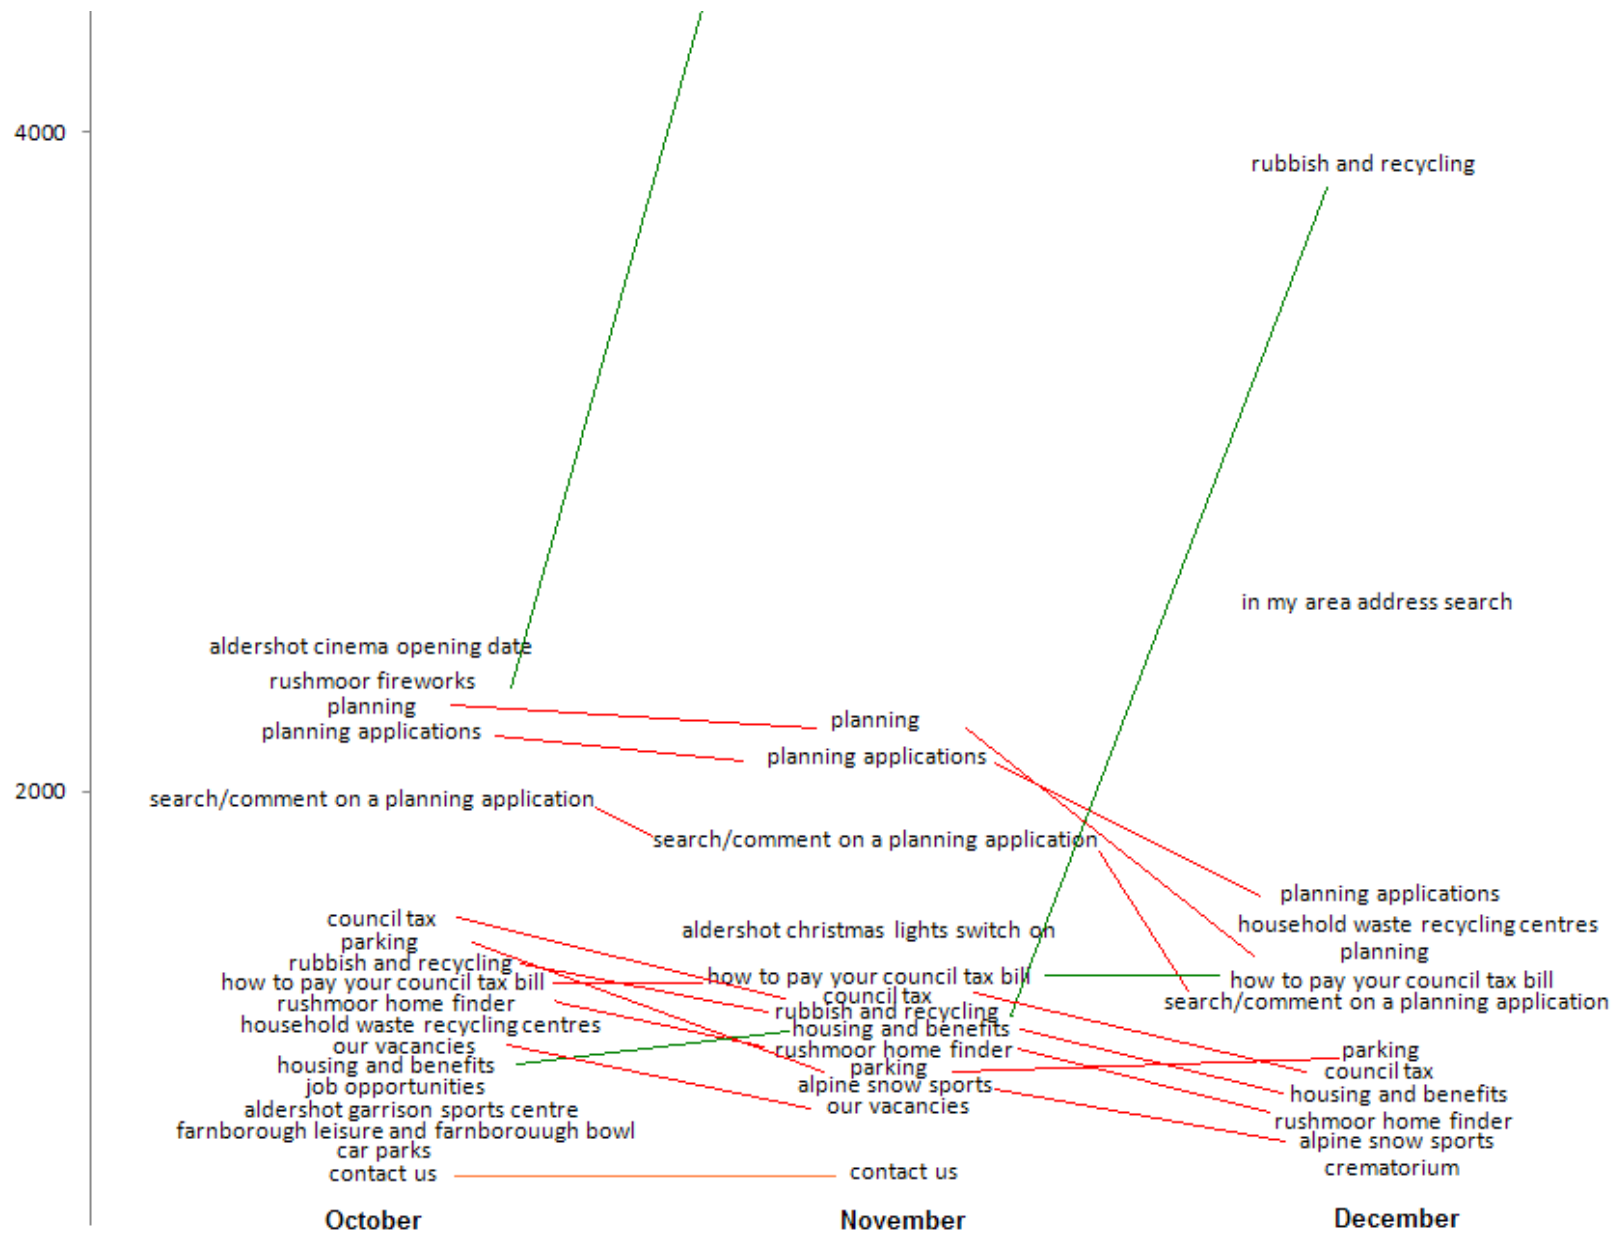 4000
rubbish and recycling
in my area address search
aldershot cinema opening date
rushmoor fireworks
planning
planning applications
planning
planning applications
2000
search/comment on a planning application
search/comment on a planning application
planning applications
household waste recycling centres
planning
how to pay your council tax bill
search/comment on a planning application
council tax
parking
rubbish and recycling
how to pay your council tax bill
rushmoor home finder
household waste recycling centres
our vacancies
housing and benefits
job opportunities
aldershot garrison sports centre
farnborough leisure and farnborouugh bowl
car parks
contact us
aldershot christmas lights switch on
how to pay your council tax bill
council tax
rubbish and recycling
housing and benefits
rushmoor home finder
parking
alpine snow sports
our vacancies
contact us
parking
council tax
housing and benefits
rushmoor home finder
alpine snow sports
crematorium
October
November
December